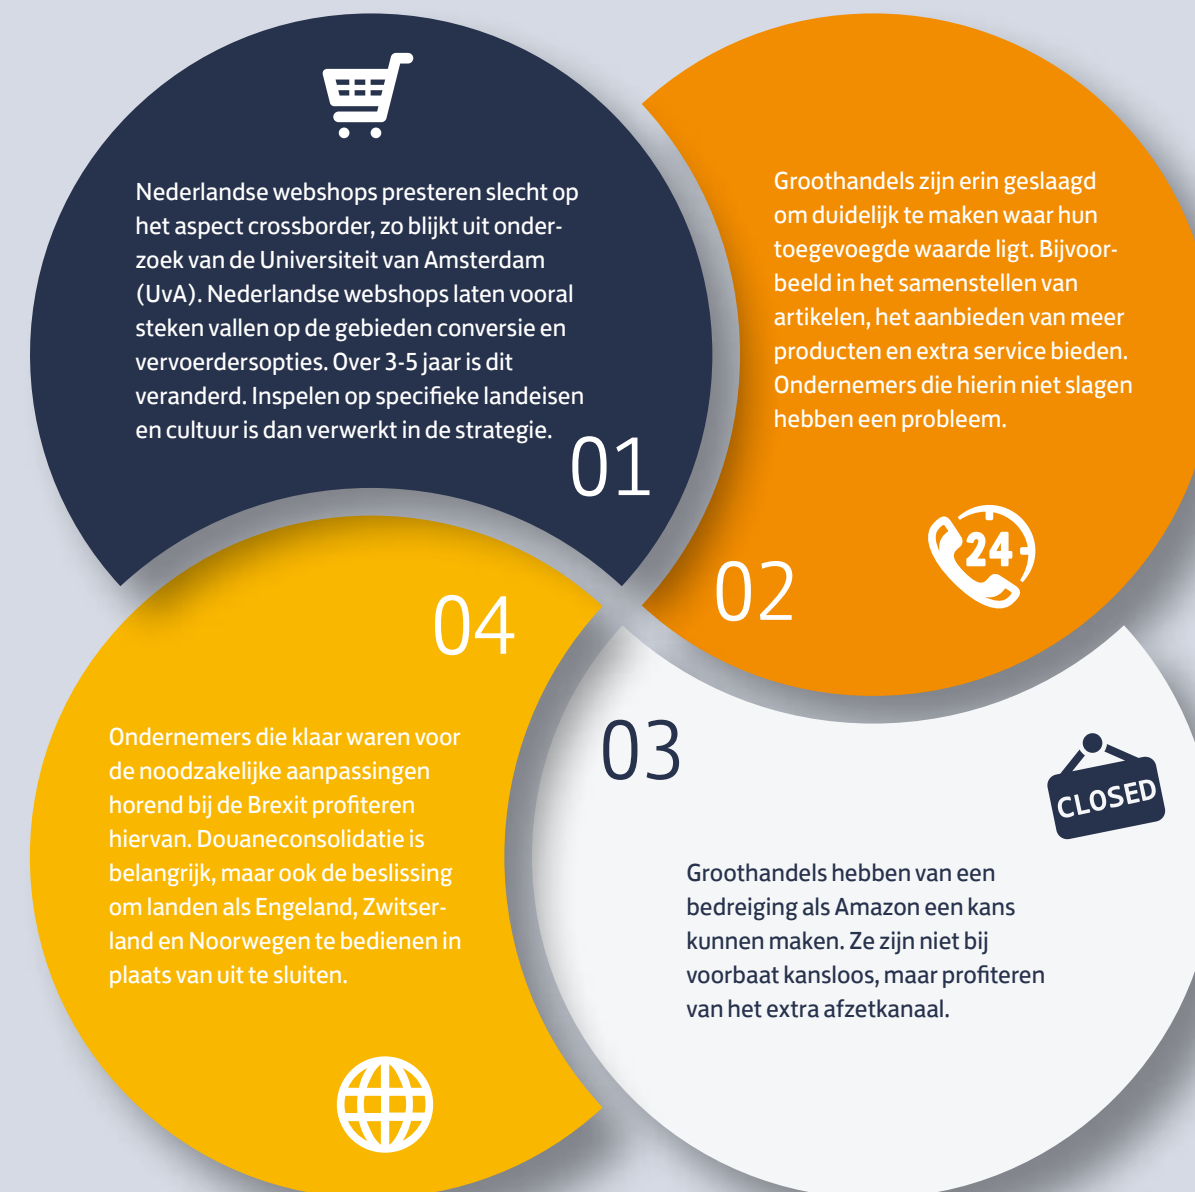 Nederlandse webshops presteren slecht op
het aspect crossborder, zo blijkt uit onder-
zoek van de Universiteit van Amsterdam
(UvA). Nederlandse webshops laten vooral
steken vallen op de gebieden conversie en
vervoerdersopties. Over 3-5 jaar is dit
veranderd. Inspelen op specifieke landeisen
en cultuur is dan verwerkt in de strategie.
01
Groothandels zijn erin geslaagd
om duidelijk te maken waar hun
toegevoegde waarde ligt. Bijvoor-
beeld in het samenstellen van
artikelen, het aanbieden van meer
producten en extra service bieden.
Ondernemers die hierin niet slagen
hebben een probleem.
24
02
03
CLOSED
Groothandels hebben van een
bedreiging als Amazon een kans
kunnen maken. Ze zijn niet bij
voorbaat kansloos, maar profiteren
van het extra afzetkanaal.
04
Ondernemers die klaar waren voor
de noodzakelijke aanpassingen
horend bij de Brexit profiteren
hiervan. Douaneconsolidatie is
belangrijk, maar ook de beslissing
om landen als Engeland, Zwitser-
land en Noorwegen te bedienen in
plaats van uit te sluiten.